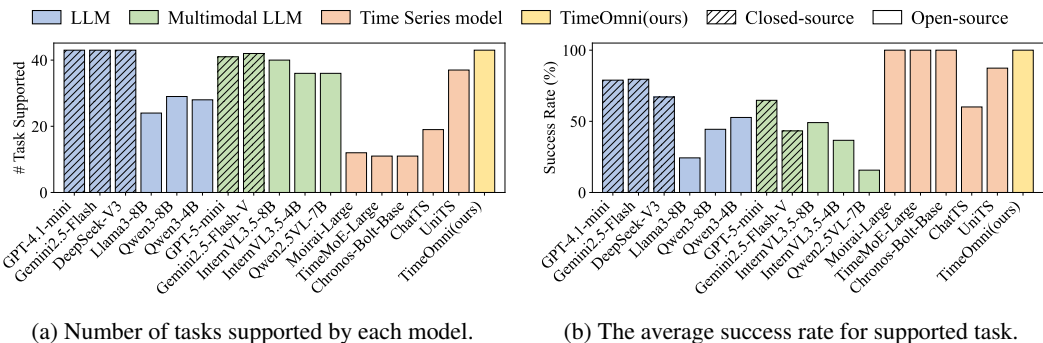 LLM Multimodal LLM Time Series model TimeOmni(ours) Closed-source Open-source
# Task Supported
40
20
0
GPT-4.1-mini
Gemini2.5-Flash
DeepSeek-V3
Llama3-8B
Qwen3-8B
Qwen3-4B
GPT-5-mini
Gemini2.5-Flash-V
InternVL3.5-8B
InternVL3.5-4B
Qwen2.5VL-7B
Moirai-Large
TimeMoE-Large
Chronos-Bolt-Base
ChatTS
UniTS
TimeOmni(ours)
(a) Number of tasks supported by each model.
Success Rate (%)
100
50
0
GPT-4.1-mini
Gemini2.5-Flash
DeepSeek-V3
Llama3-8B
Qwen3-8B
Qwen3-4B
GPT-5-mini
Gemini2.5-Flash-V
InternVL3.5-8B
InternVL3.5-4B
Qwen2.5VL-7B
Moirai-Large
TimeMoE-Large
Chronos-Bolt-Base
ChatTS
UniTS
TimeOmni(ours)
(b) The average success rate for supported task.